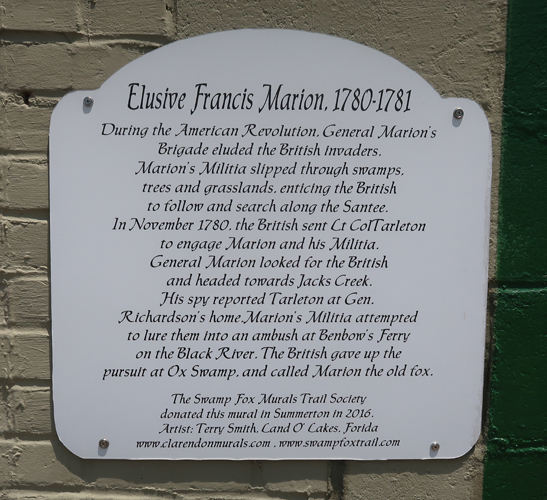 Elusive Francis Marion, 1780-1781
During the American Revolution, General Marion's
Brigade eluded the British invaders.
Marion's Militia slipped through swamps,
trees and grasslands, enticing the British
to follow and search along the Santee.
In November 1780, the British sent Lt ColTarleton
to engage Marion and his Militia.
General Marion looked for the British
and headed towards Jacks Creek.
His spy reported Tarleton at Gen.
Richardson's home.Marion's Militia attempted
to lure them into an ambush at Benbow's Ferry
on the Black River. The British gave up the
pursuit at Ox Swamp, and called Marion the old fox.
The Swamp Fox Murals Trail Society
donated this mural in Summerton in 2016.
Artist: Terry Smith, Land O' Lakes, Forida
www.clarendonmurals.com . www.swampfoxtrail.com